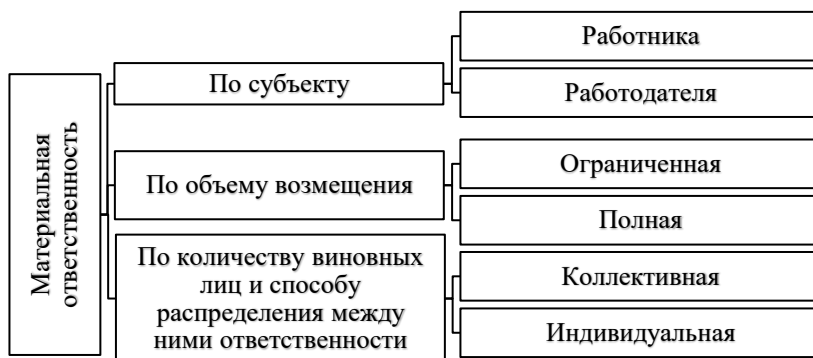 Материальная
ответственность
По субъекту
Работника
Работодателя
По объему возмещения
Ограниченная
Полная
По количеству виновных
лиц и способу
распределения между
ними ответственности
Коллективная
Индивидуальная